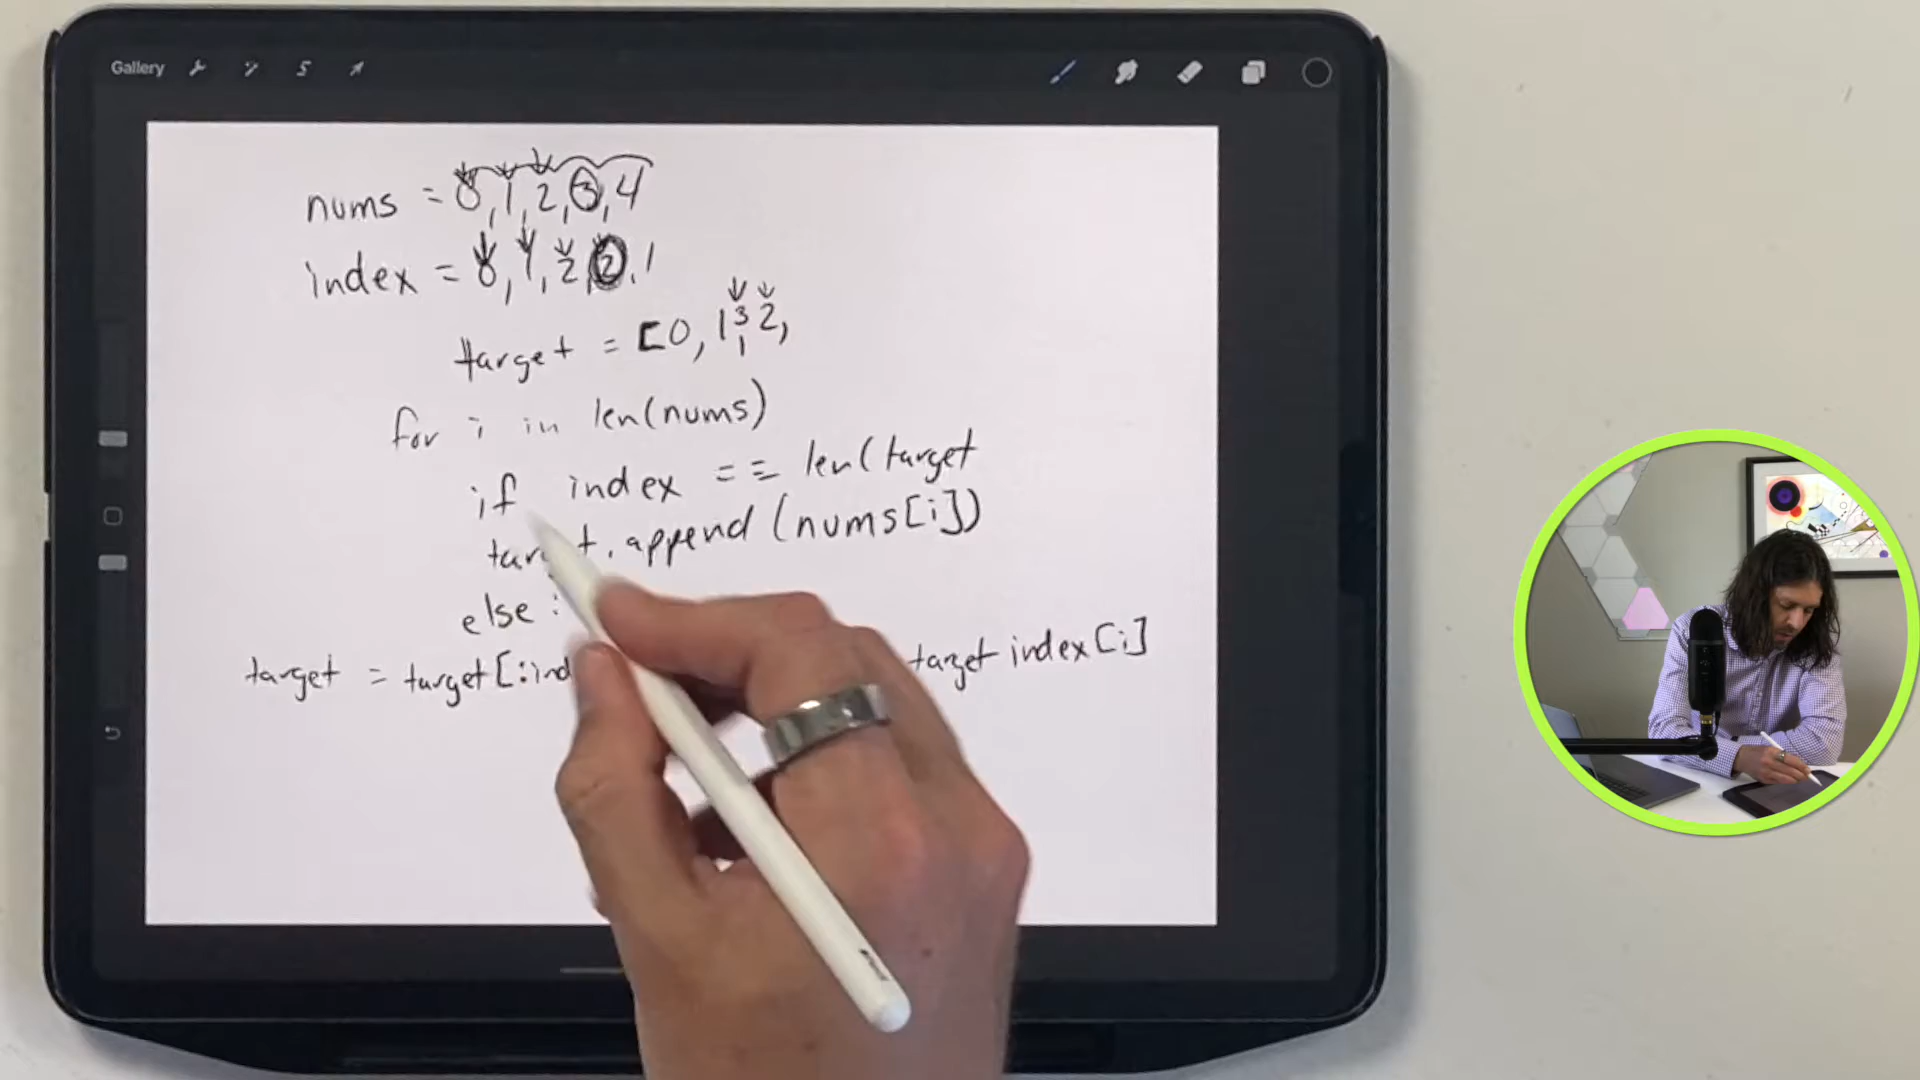 Gallery
nums = 0, 1, 2, 3, 4
index = 0, 1, 2, 2, 1
target = [0, 1 3 2,
1
for i in len(nums)
if index == len(target
target.append(nums[i])
else:
target = target[:ind target index[i]